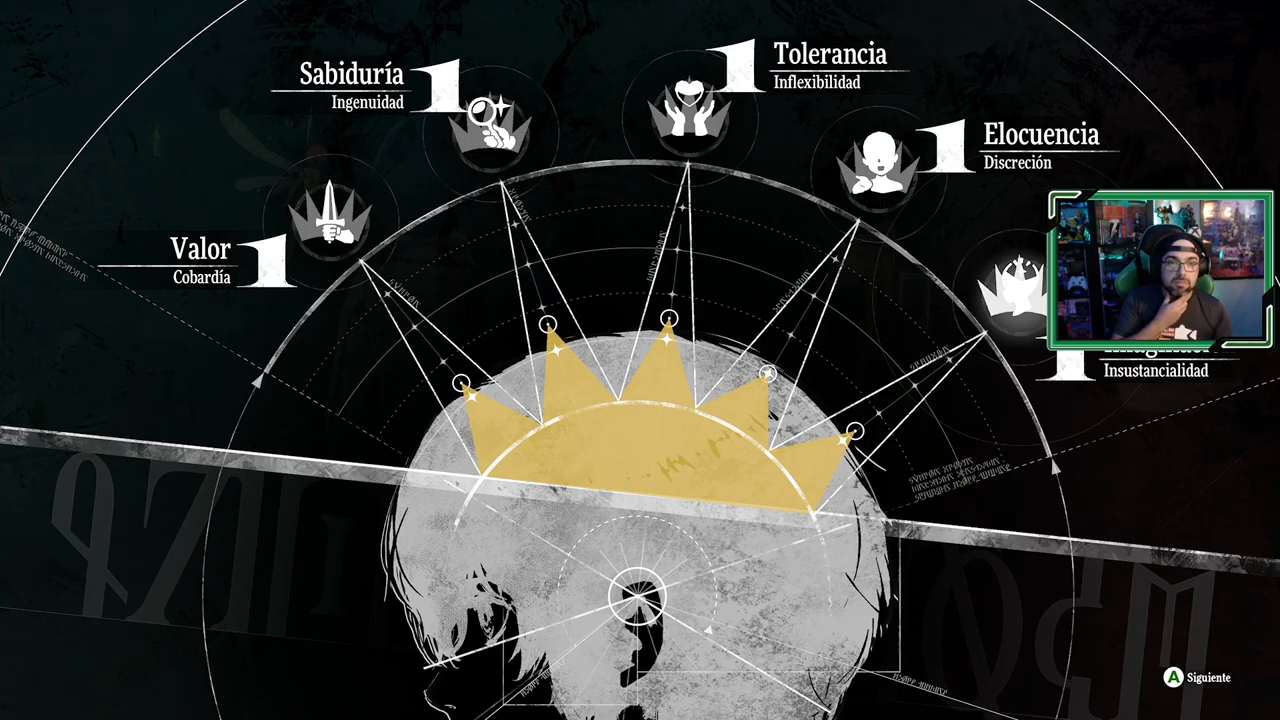 Sabiduría
Ingenuidad
1
1
Tolerancia
Inflexibilidad
1
Elocuencia
Discreción
Valor
Cobardía
1
1
Insustancialidad
A Siguiente